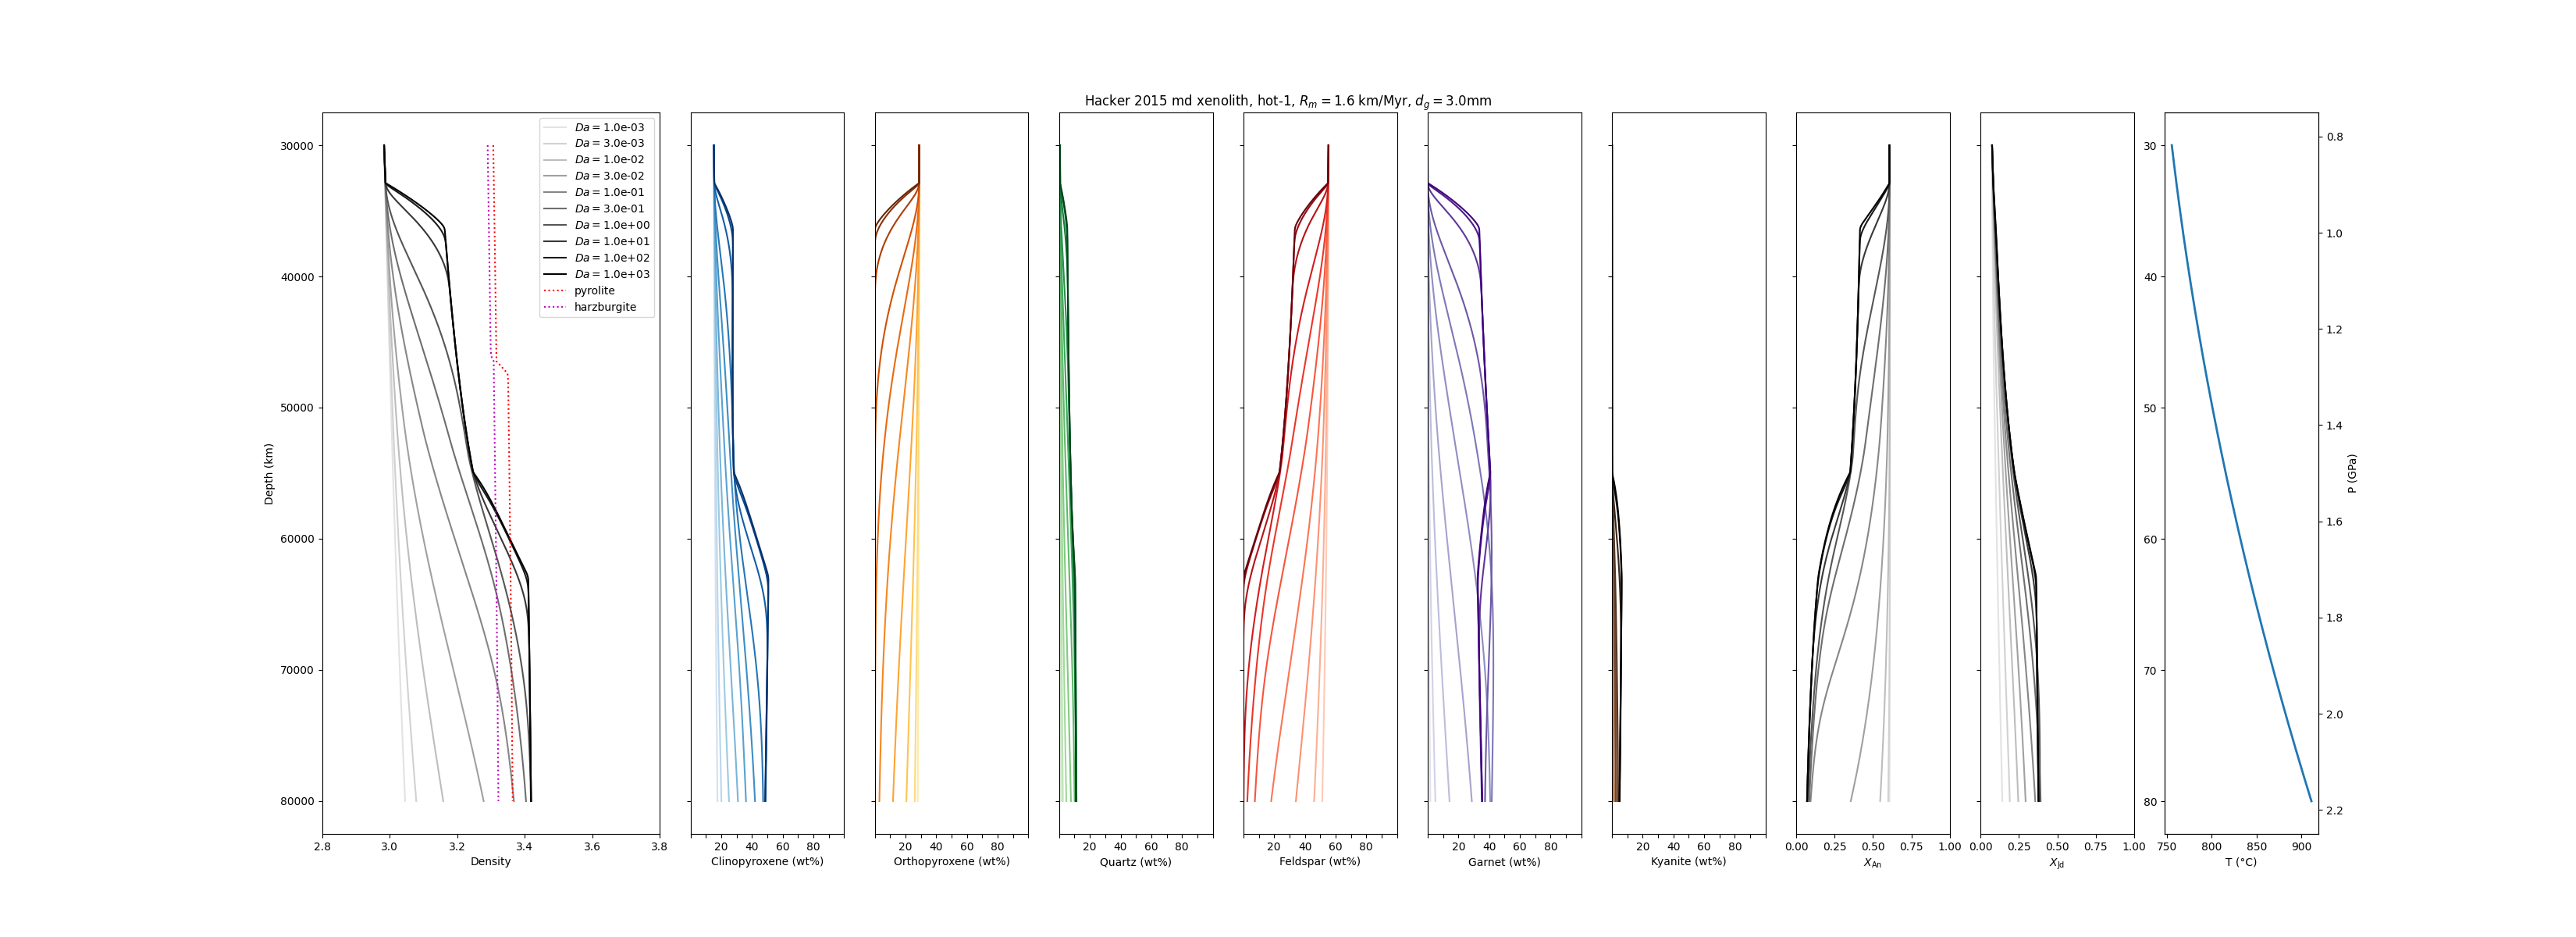 Hacker 2015 md xenolith, hot-1, $R_m = 1.6$ km/Myr, $d_g = 3.0$mm
Da = 1.0e-03
Da = 3.0e-03
Da = 1.0e-02
Da = 3.0e-02
Da = 1.0e-01
Da = 3.0e-01
Da = 1.0e+00
Da = 1.0e+01
Da = 1.0e+02
Da = 1.0e+03
pyrolite
harzburgite
Depth (km)
30000
40000
50000
60000
70000
80000
2.8 3.0 3.2 3.4 3.6 3.8
Density
20 40 60 80
Clinopyroxene (wt%)
20 40 60 80
Orthopyroxene (wt%)
20 40 60 80
Quartz (wt%)
20 40 60 80
Feldspar (wt%)
20 40 60 80
Garnet (wt%)
20 40 60 80
Kyanite (wt%)
0.00 0.25 0.50 0.75 1.00
$X_{An}$
0.00 0.25 0.50 0.75 1.00
$X_{Jd}$
30
40
50
60
70
80
750 800 850 900
T (°C)
0.8
1.0
1.2
1.4
1.6
1.8
2.0
2.2
P (GPa)